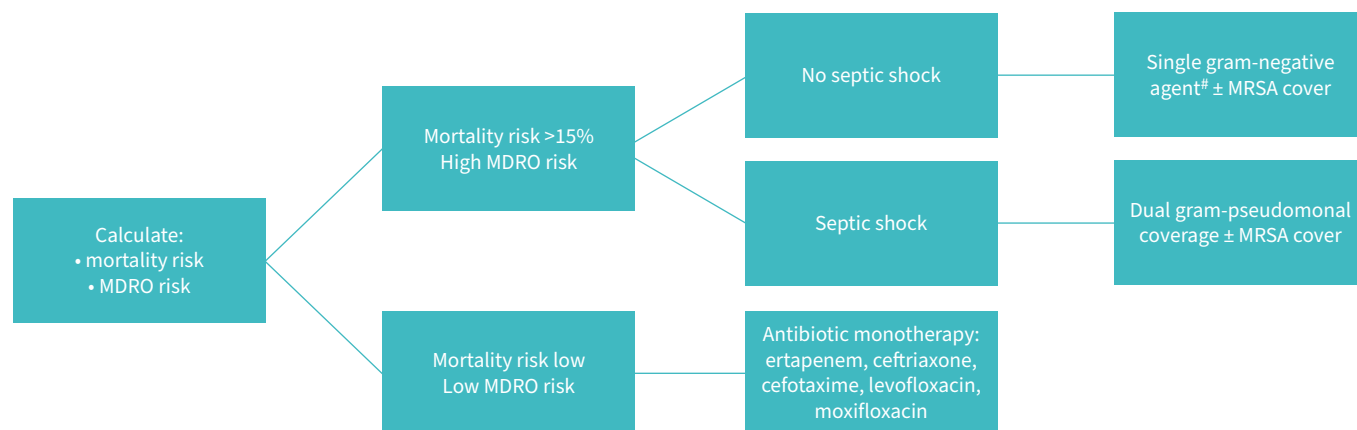 Calculate:
• mortality risk
• MDRO risk
Mortality risk >15%
High MDRO risk
Mortality risk low
Low MDRO risk
No septic shock
Septic shock
Antibiotic monotherapy:
ertapenem, ceftriaxone,
cefotaxime, levofloxacin,
moxifloxacin
Single gram-negative
agent# ± MRSA cover
Dual gram-pseudomonal
coverage ± MRSA cover